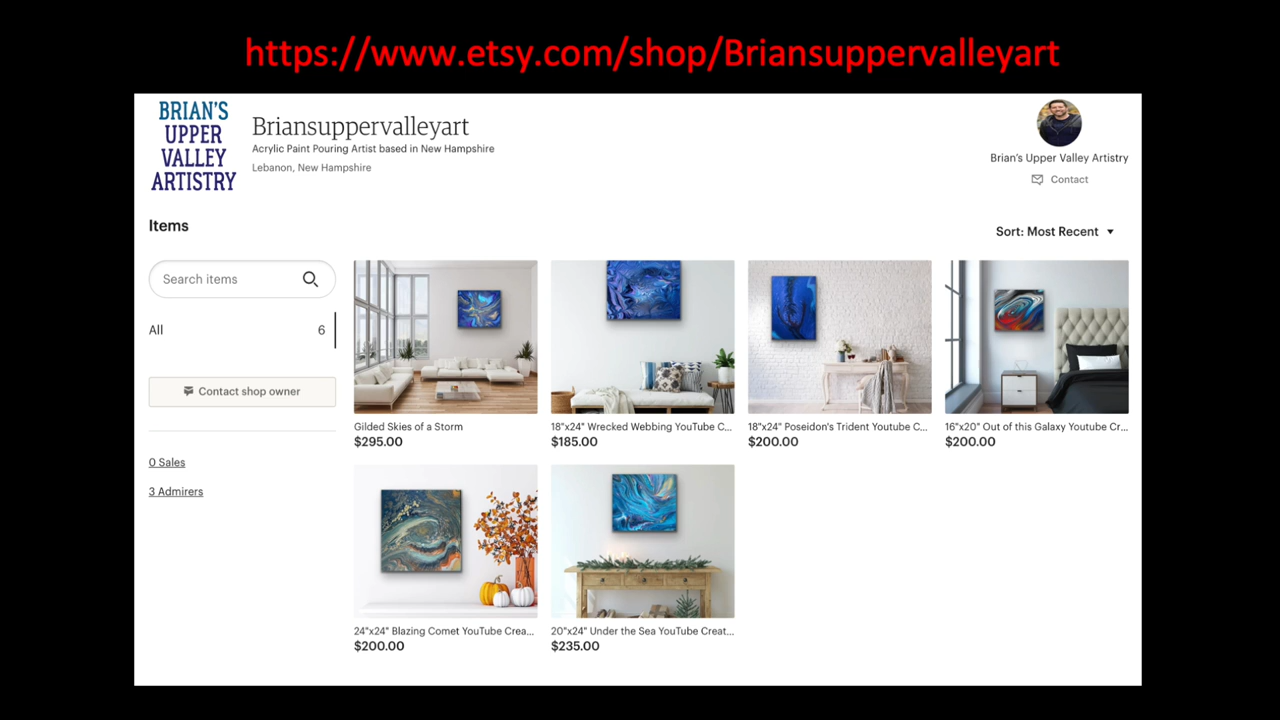 https://www.etsy.com/shop/Briansuppervalleyart
BRIAN'S
UPPER
VALLEY
ARTISTRY
Briansuppervalleyart
Acrylic Paint Pouring Artist based in New Hampshire
Lebanon, New Hampshire
Brian's Upper Valley Artistry
Contact
Items
Sort: Most Recent
Search items
All 6
Contact shop owner
0 Sales
3 Admirers
Gilded Skies of a Storm
$295.00
18"x24" Wrecked Webbing YouTube C...
$185.00
18"x24" Poseidon's Trident Youtube C...
$200.00
16"x20" Out of this Galaxy Youtube Cr...
$200.00
24"x24" Blazing Comet YouTube Crea...
$200.00
20"x24" Under the Sea YouTube Creat...
$235.00